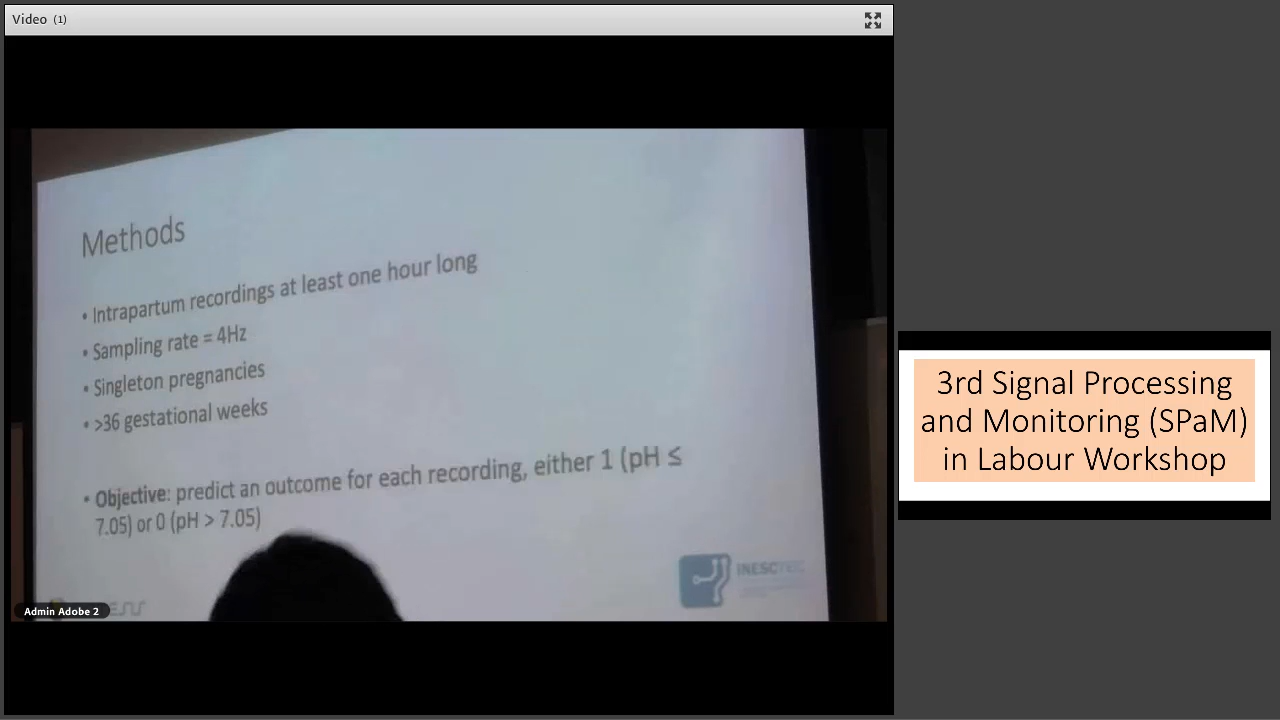 Video (1)
Methods
• Intrapartum recordings at least one hour long
• Sampling rate = 4Hz
• Singleton pregnancies
• >36 gestational weeks
• Objective: predict an outcome for each recording, either 1 (pH ≤
7.05) or 0 (pH > 7.05)
INESCTEC
Admin Adobe 2
3rd Signal Processing
and Monitoring (SPaM)
in Labour Workshop